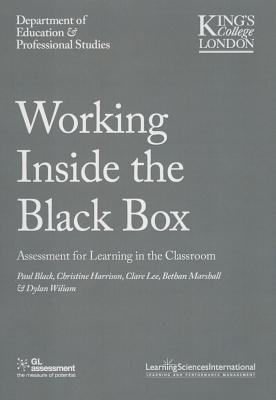 Department of
Education &
Professional Studies
KING'S
College
LONDON
Working
Inside the
Black Box
Assessment for Learning in the Classroom
Paul Black, Christine Harrison, Clare Lee, Bethan Marshall
& Dylan Wiliam
GL
assessment
the measure of potential
LearningSciencesInternational
LEARNING AND PERFORMANCE MANAGEMENT